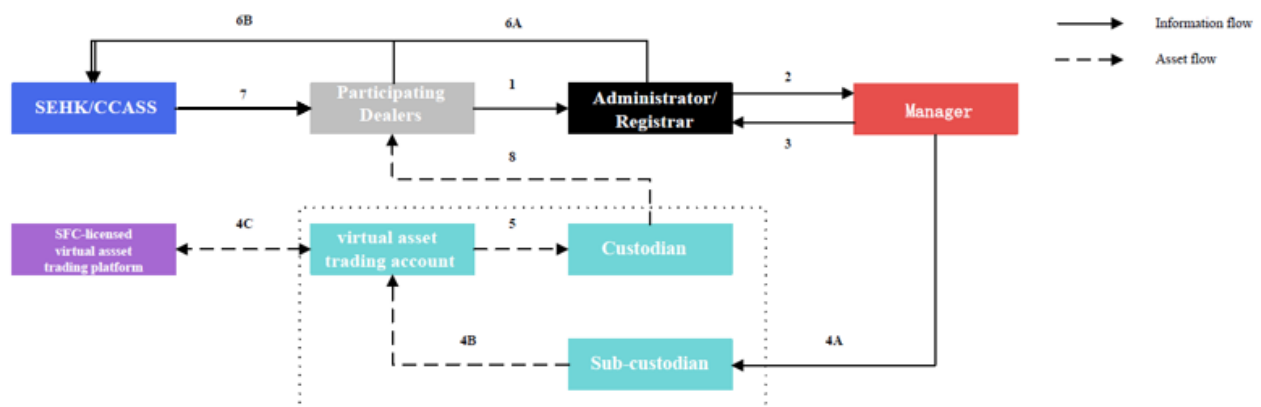 6B
6A
Information flow
Asset flow
SEHK/CCASS
7
Participating
Dealers
1
Administrator/
Registrar
2
3
Manager
8
SFC-licensed
virtual assset
trading platform
4C
virtual asset
trading account
5
Custodian
4B
Sub-custodian
4A